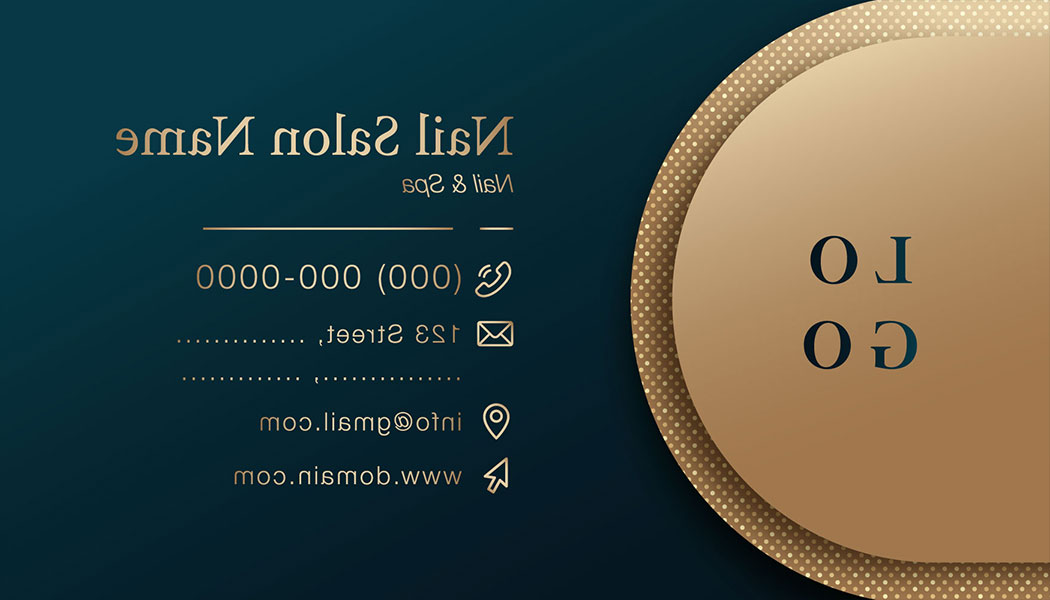 Nail Salon Name
Nail & Spa
(000) 000-0000
123 Street, ..............
.................., ..............
info@gmail.com
www.domain.com
LO
GO